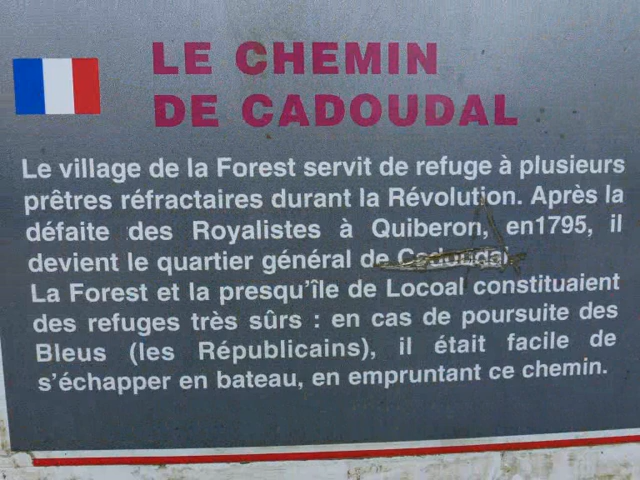 LE CHEMIN
DE CADOUDAL
Le village de la Forest servit de refuge à plusieurs
prêtres réfractaires durant la Révolution. Après la
défaite des Royalistes à Quiberon, en1795, il
devient le quartier général de Cadoudal.
La Forest et la presqu'île de Locoal constituaient
des refuges très sûrs : en cas de poursuite des
Bleus (les Républicains), il était facile de
s'échapper en bateau, en empruntant ce chemin.